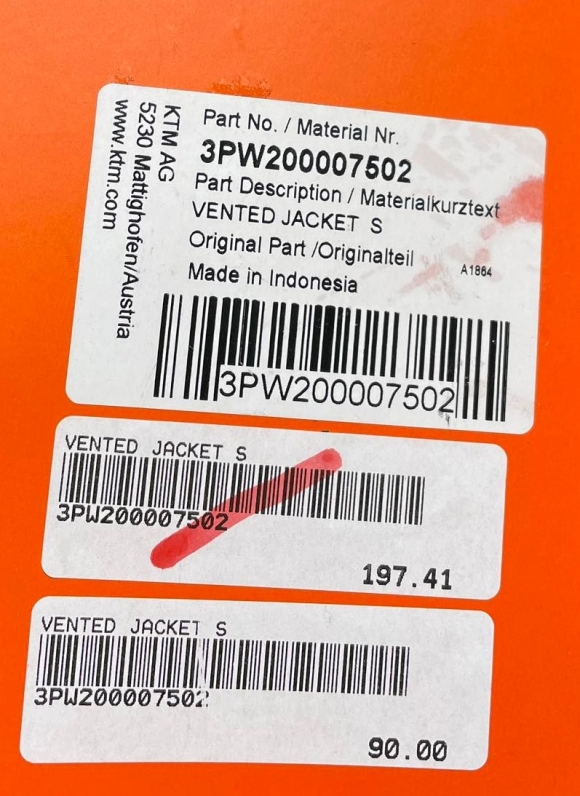 KTM AG
5230 Mattighofen/Austria
www.ktm.com
Part No. / Material Nr.
3PW200007502
Part Description / Materialkurztext
VENTED JACKET S
Original Part /Originalteil
A1864
Made in Indonesia
3PW200007502
VENTED JACKET S
3PW200007502
197.41
VENTED JACKET S
3PW200007502
90.00